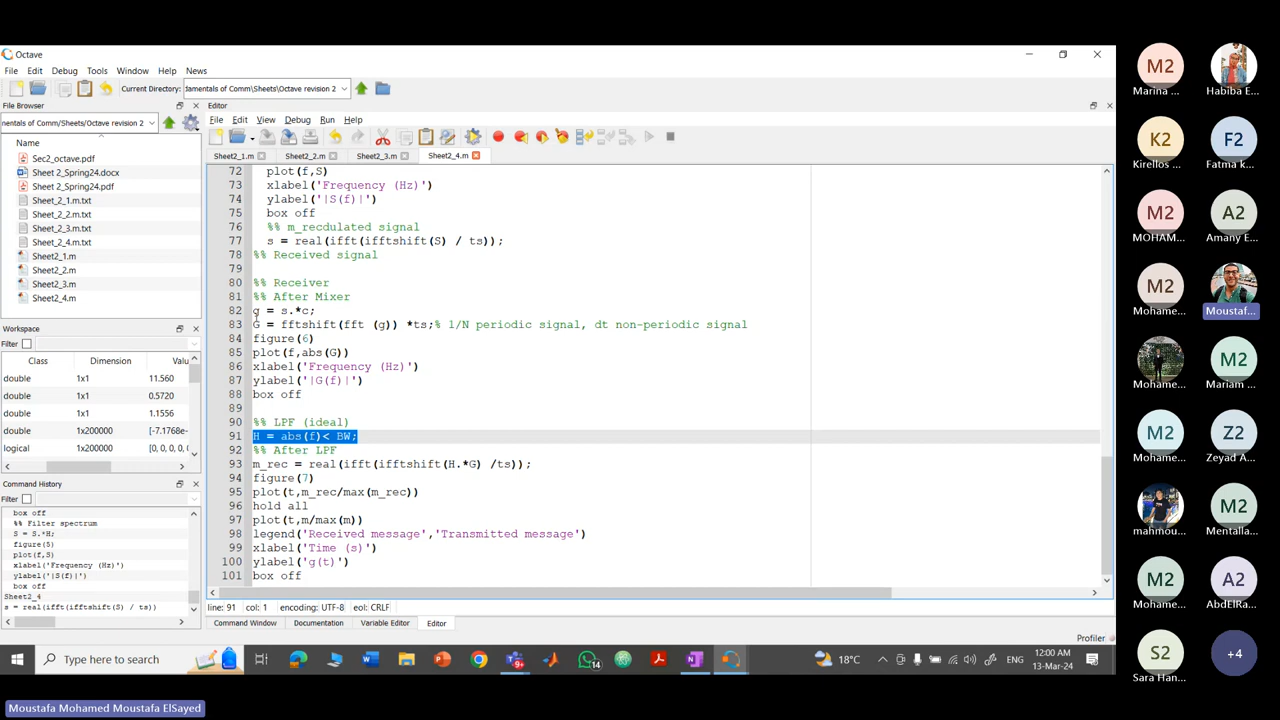 Octave
File Edit Debug Tools Window Help News
Current Directory: damentals of Comm\Sheets\Octave revision 2
File Browser
nentals of Comm/Sheets/Octave revision 2
Name
Sec2_octave.pdf
Sheet 2_Spring24.docx
Sheet 2_Spring24.pdf
Sheet_2_1.m.txt
Sheet_2_2.m.txt
Sheet_2_3.m.txt
Sheet_2_4.m.txt
Sheet2_1.m
Sheet2_2.m
Sheet2_3.m
Sheet2_4.m
Workspace
Filter
Class Dimension Valu
double 1x1 11.560
double 1x1 0.5720
double 1x1 1.1556
double 1x200000 [-7.1768e-
logical 1x200000 [0, 0, 0, 0,
Command History
Filter
box off
%% Filter spectrum
S = S.*H;
figure(5)
plot(f,S)
xlabel('Frequency (Hz)')
ylabel('|S(f)|')
box off
Sheet2_4
s = real(ifft(ifftshift(S) / ts))
Editor
File Edit View Debug Run Help
Sheet2_1.m Sheet2_2.m Sheet2_3.m Sheet2_4.m
72 plot(f,S)
73 xlabel('Frequency (Hz)')
74 ylabel('|S(f)|')
75 box off
76 %% m_recdulated signal
77 s = real(ifft(ifftshift(S) / ts));
78 %% Received signal
79
80 %% Receiver
81 %% After Mixer
82 g = s.*c;
83 G = fftshift(fft (g)) *ts;% 1/N periodic signal, dt non-periodic signal
84 figure(6)
85 plot(f,abs(G))
86 xlabel('Frequency (Hz)')
87 ylabel('|G(f)|')
88 box off
89
90 %% LPF (ideal)
91 H = abs(f)< BW;
92 %% After LPF
93 m_rec = real(ifft(ifftshift(H.*G) /ts));
94 figure(7)
95 plot(t,m_rec/max(m_rec))
96 hold all
97 plot(t,m/max(m))
98 legend('Received message','Transmitted message')
99 xlabel('Time (s)')
100 ylabel('g(t)')
101 box off
line: 91 col: 1 encoding: UTF-8 eol: CRLF
Command Window Documentation Variable Editor Editor
Profiler
Type here to search
14
18°C
ENG
12:00 AM
13-Mar-24
Moustafa Mohamed Moustafa ElSayed
M2 Marina ...
Habiba E...
K2 Kirellos ...
F2 Fatma k...
M2 MOHAM...
A2 Amany E...
Mohame...
Moustaf...
Mohame...
M2 Mariam ...
M2 Mohame...
Z2 Zeyad A...
mahmou...
M2 Mentalla...
M2 Mohame...
A2 AbdElRa...
S2 Sara Han...
+4